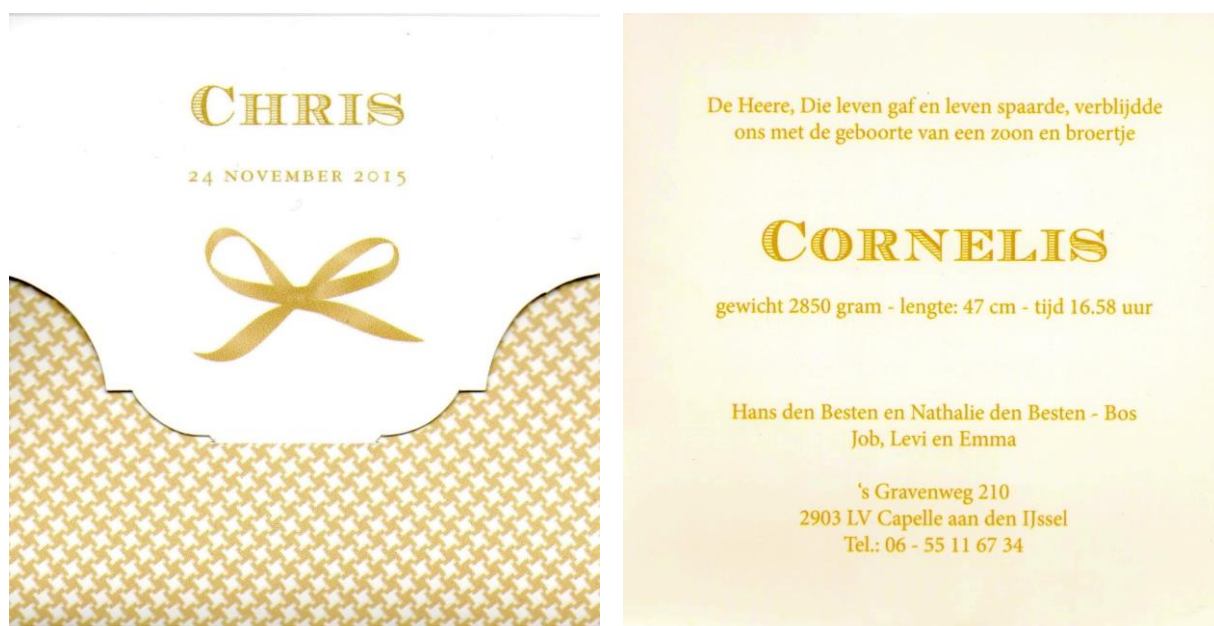 CHRIS
24 NOVEMBER 2015
De Heere, Die leven gaf en leven spaarde, verblijdde
ons met de geboorte van een zoon en broertje
CORNELIS
gewicht 2850 gram - lengte: 47 cm - tijd 16.58 uur
Hans den Besten en Nathalie den Besten - Bos
Job, Levi en Emma
's Gravenweg 210
2903 LV Capelle aan den IJssel
Tel.: 06 - 55 11 67 34